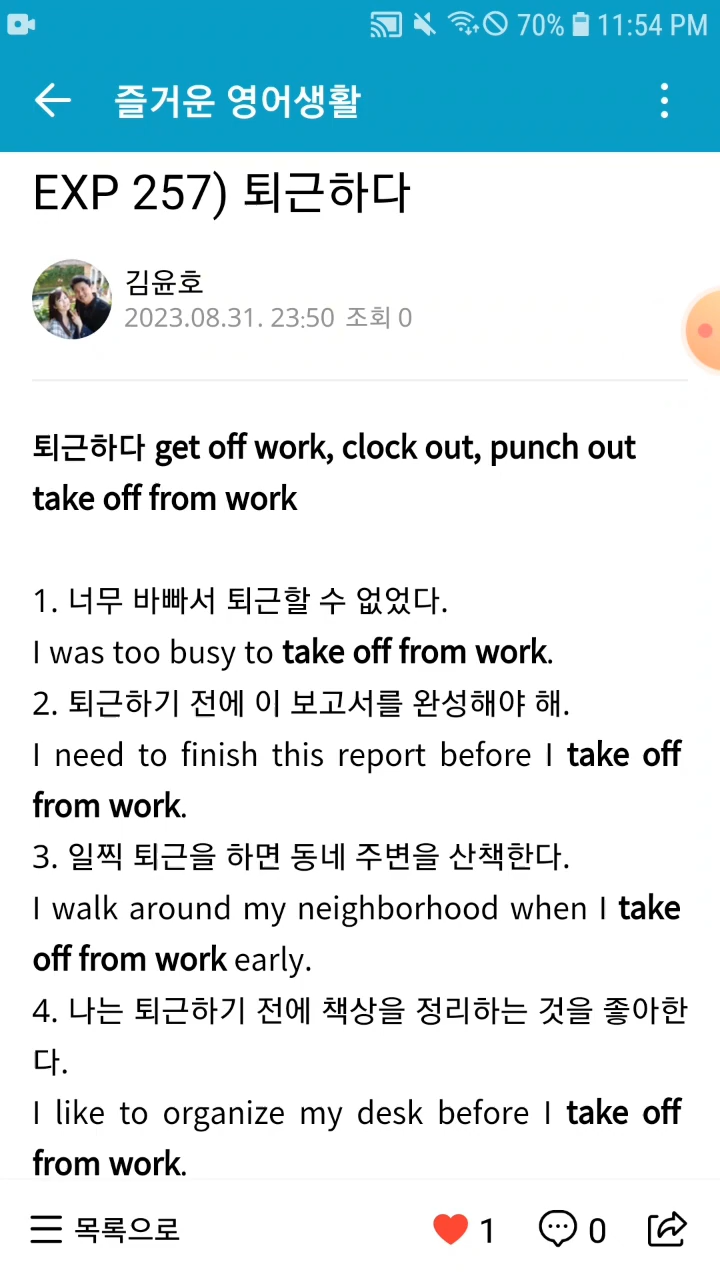 70% 11:54 PM
즐거운 영어생활
EXP 257) 퇴근하다
김윤호
2023.08.31. 23:50 조회 0
퇴근하다 get off work, clock out, punch out
take off from work
1. 너무 바빠서 퇴근할 수 없었다.
I was too busy to take off from work.
2. 퇴근하기 전에 이 보고서를 완성해야 해.
I need to finish this report before I take off
from work.
3. 일찍 퇴근을 하면 동네 주변을 산책한다.
I walk around my neighborhood when I take
off from work early.
4. 나는 퇴근하기 전에 책상을 정리하는 것을 좋아한
다.
I like to organize my desk before I take off
from work.
목록으로 1 0